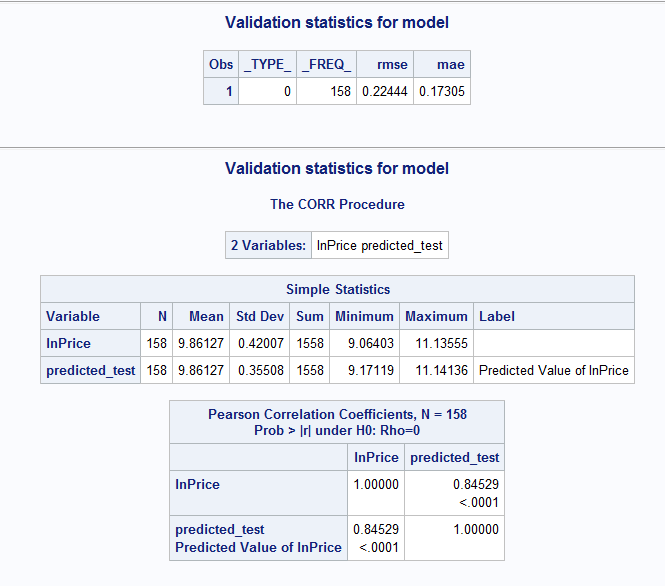 Validation statistics for model
Obs _TYPE_ _FREQ_ rmse mae
1 0 158 0.22444 0.17305
Validation statistics for model
The CORR Procedure
2 Variables: lnPrice predicted_test
Simple Statistics
Variable N Mean Std Dev Sum Minimum Maximum Label
lnPrice 158 9.86127 0.42007 1558 9.06403 11.13555
predicted_test 158 9.86127 0.35508 1558 9.17119 11.14136 Predicted Value of lnPrice
Pearson Correlation Coefficients, N = 158
Prob > |r| under H0: Rho=0
lnPrice predicted_test
lnPrice 1.00000 0.84529
<.0001
predicted_test 0.84529 1.00000
Predicted Value of lnPrice <.0001